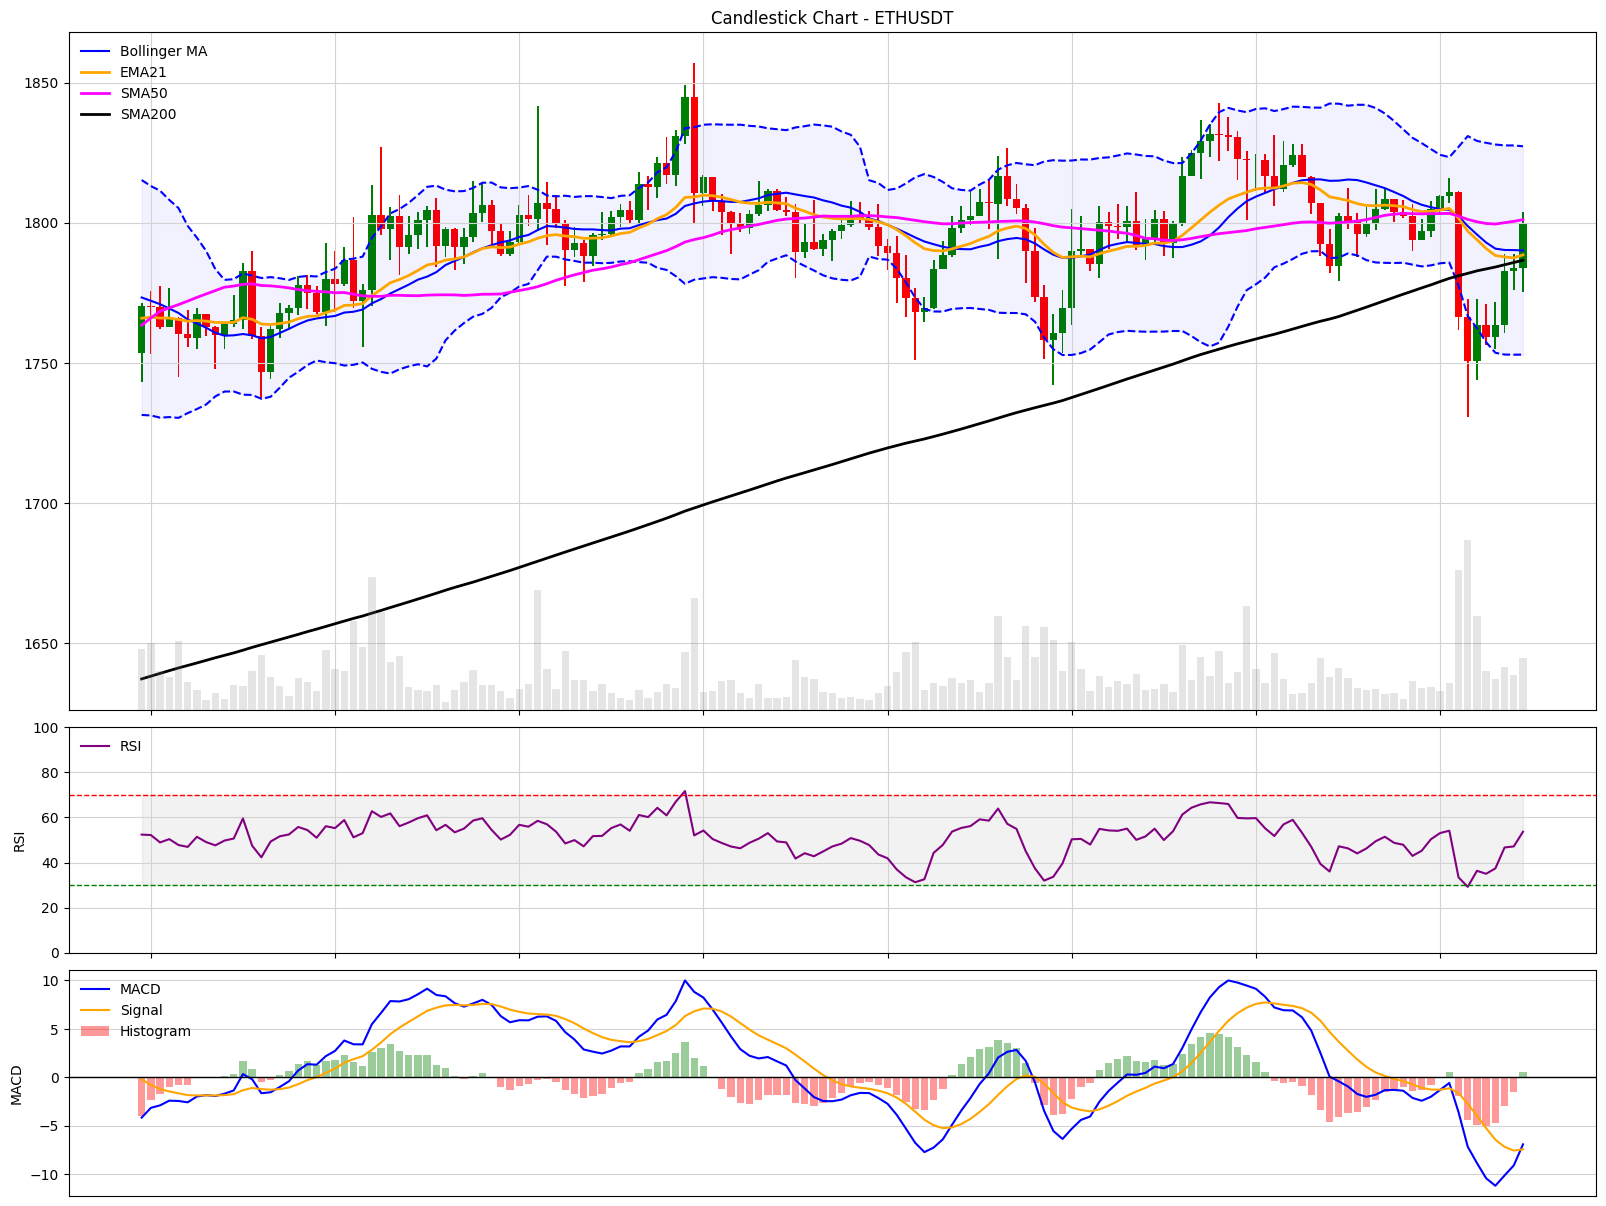 Candlestick Chart - ETHUSDT
Bollinger MA
EMA21
SMA50
SMA200
1850
1800
1750
1700
1650
RSI
100
80
60
40
20
0
RSI
MACD
Signal
Histogram
10
5
0
−5
−10
MACD